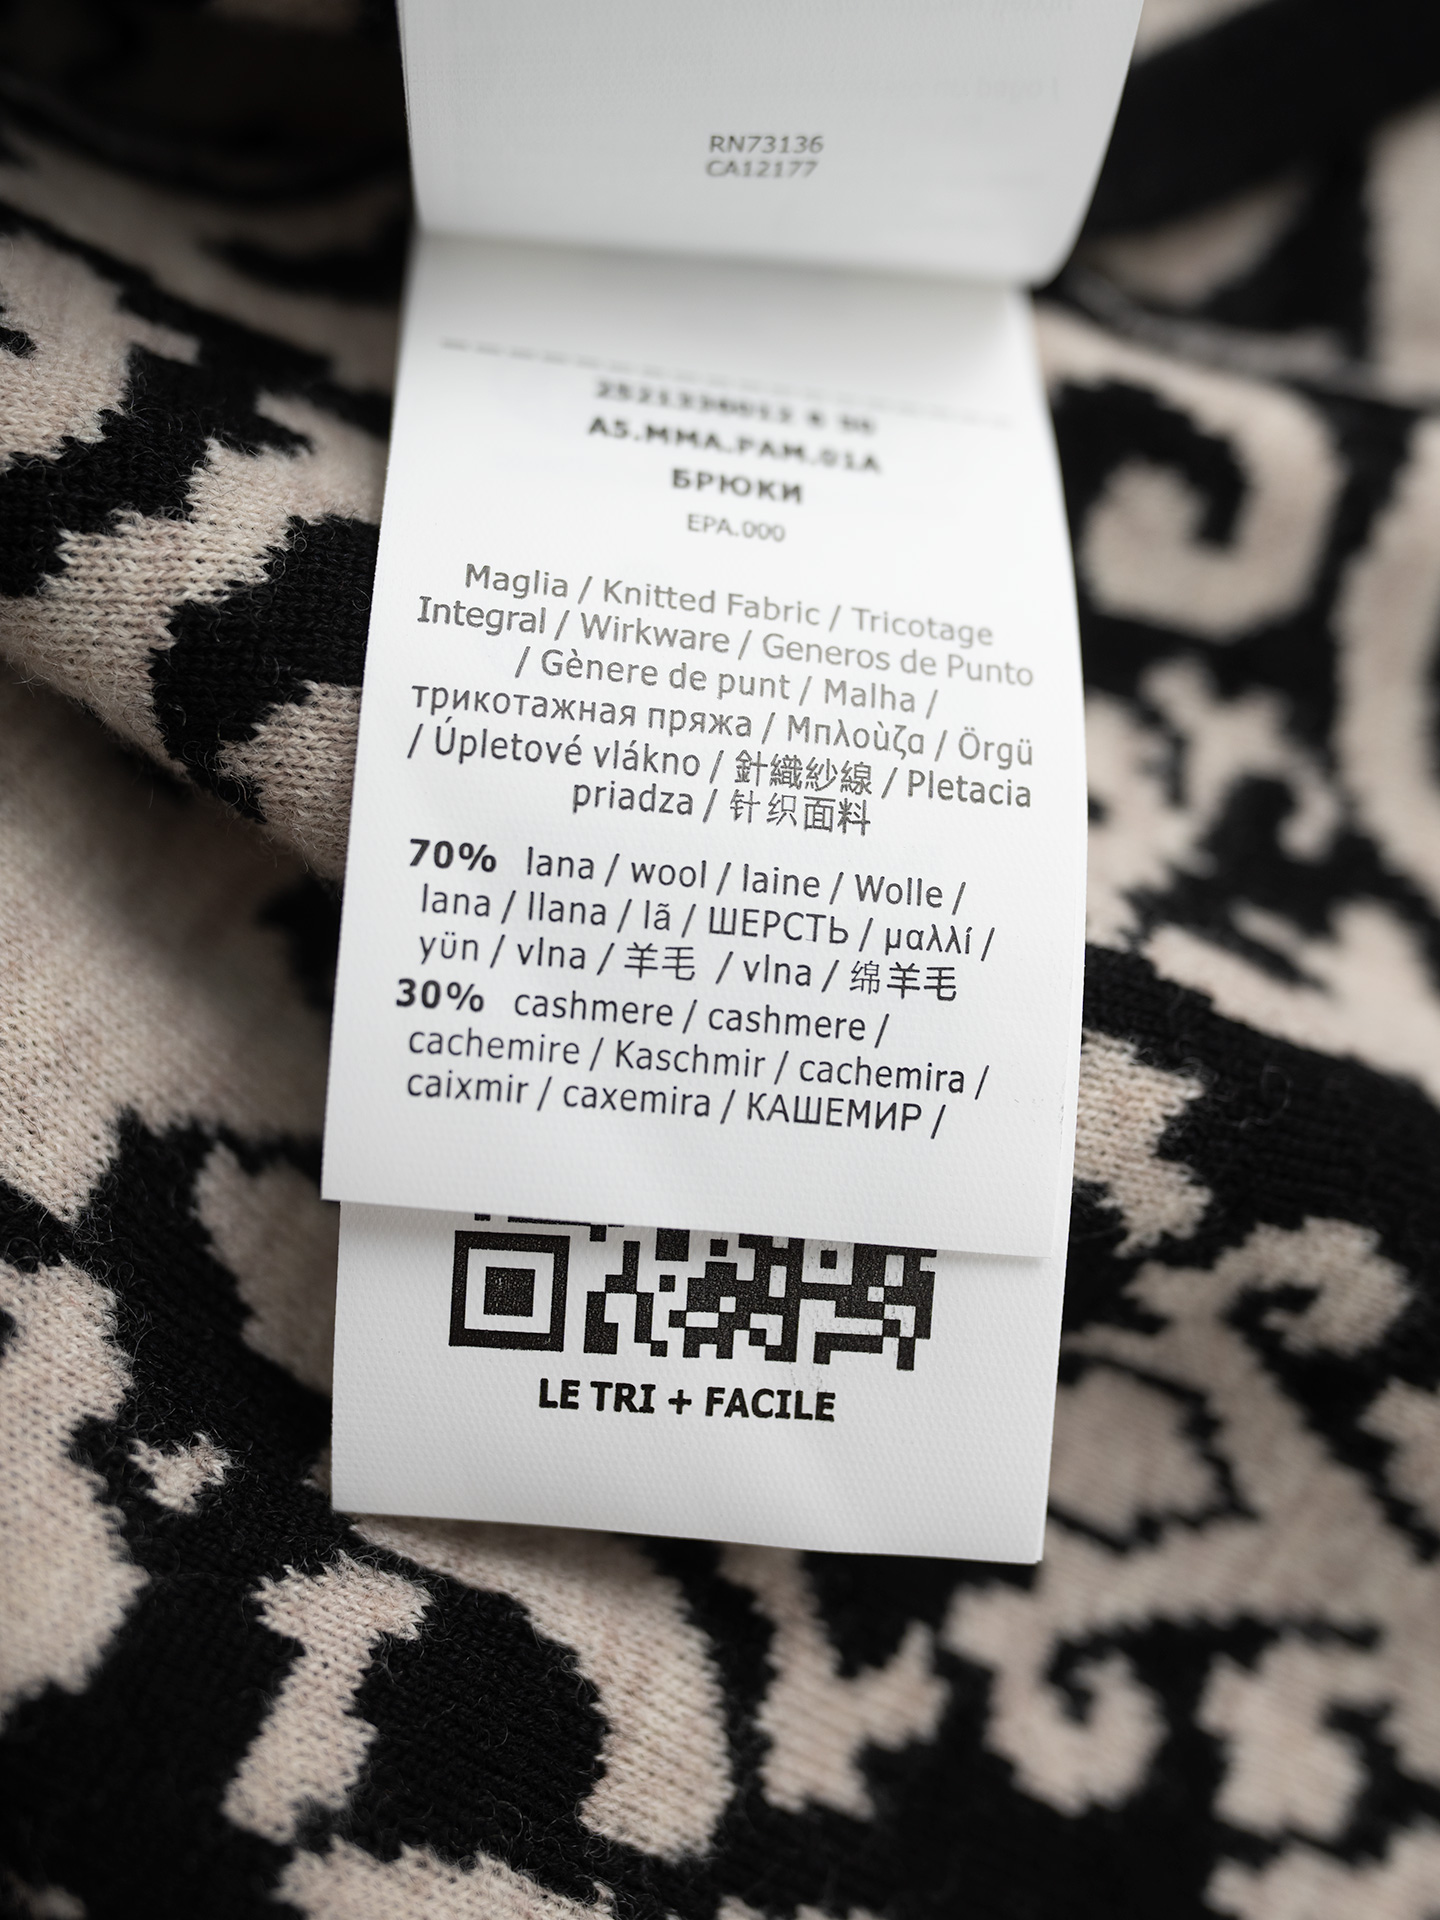 RN73136
CA12177
A5.MMA.PAM.01A
БРЮКИ
EPA.000
Maglia / Knitted Fabric / Tricotage
Integral / Wirkware / Generos de Punto
/ Gènere de punt / Malha /
трикотажная пряжа / Μπλοὺζα / Örgü
/ Úpletové vlákno / 針織紗線 / Pletacia
priadza / 针织面料
70% lana / wool / laine / Wolle /
lana / llana / lã / ШЕРСТЬ / μαλλί /
yün / vlna / 羊毛 / vlna / 绵羊毛
30% cashmere / cashmere /
cachemire / Kaschmir / cachemira /
caixmir / caxemira / КАШЕМИР /
LE TRI + FACILE